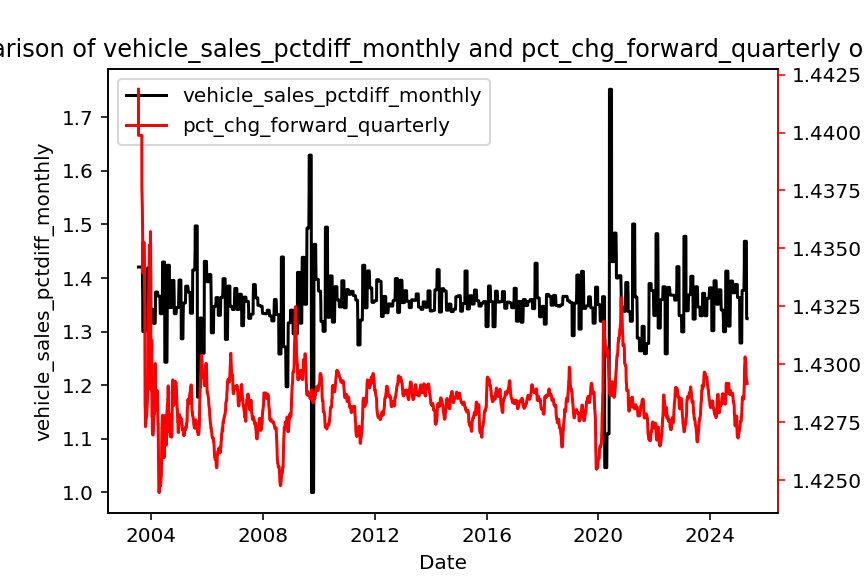 arison of vehicle_sales_pctdiff_monthly and pct_chg_forward_quarterly o
vehicle_sales_pctdiff_monthly
pct_chg_forward_quarterly
vehicle_sales_pctdiff_monthly
1.7
1.6
1.5
1.4
1.3
1.2
1.1
1.0
1.4425
1.4400
1.4375
1.4350
1.4325
1.4300
1.4275
1.4250
2004 2008 2012 2016 2020 2024
Date